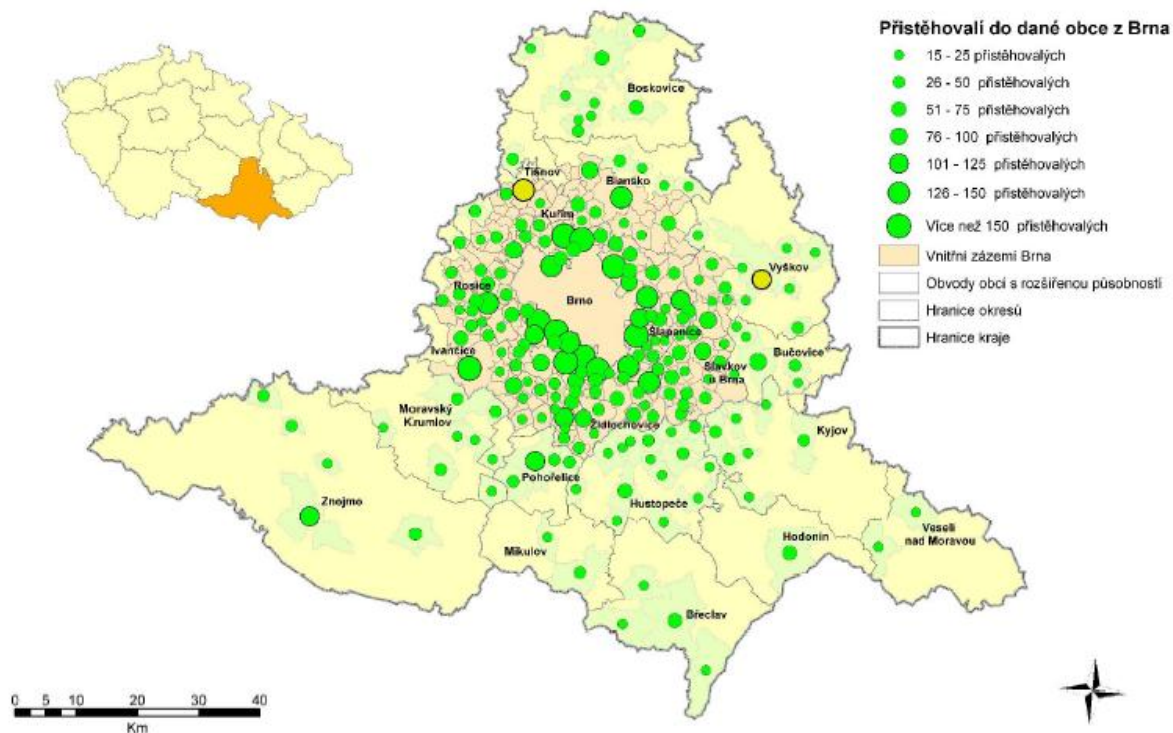 Přistěhovalí do dané obce z Brna
15 - 25 přistěhovalých
26 - 50 přistěhovalých
51 - 75 přistěhovalých
76 - 100 přistěhovalých
101 - 125 přistěhovalých
126 - 150 přistěhovalých
Více než 150 přistěhovalých
Vnitřní zázemí Brna
Obvody obcí s rozšířenou působností
Hranice okresů
Hranice kraje
Boskovice
Tišnov
Blansko
Kuřim
Vyškov
Rosice
Brno
Šlapanice
Ivančice
Bučovice
Slavkov
u Brna
Moravský
Krumlov
Židlochovice
Kyjov
Pohořelice
Znojmo
Hustopeče
Veselí
nad Moravou
Hodonín
Mikulov
Břeclav
0 5 10 20 30 40
Km